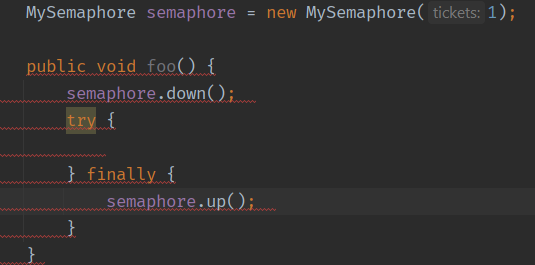 MySemaphore semaphore = new MySemaphore( tickets: 1);
public void foo() {
semaphore.down();
try {
} finally {
semaphore.up();
}
}